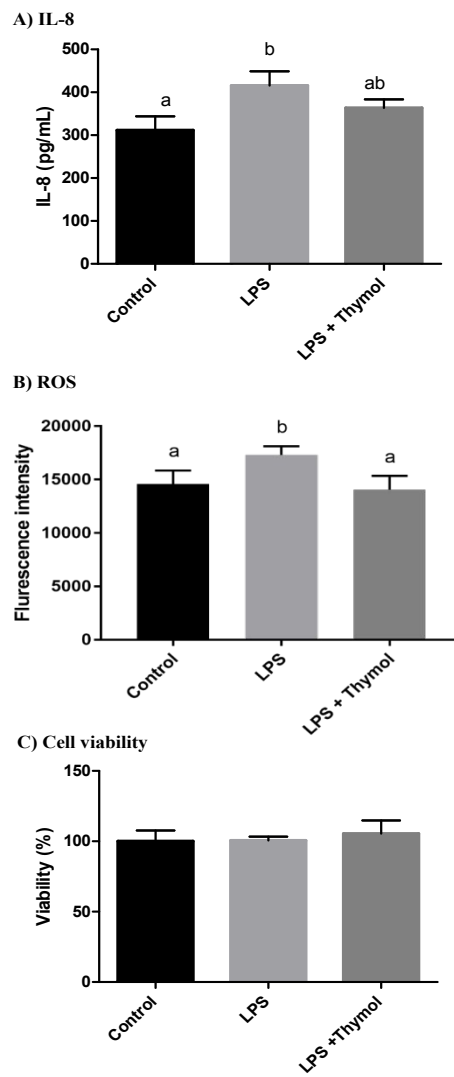 A) IL-8
IL-8 (pg/mL)
500
400
300
200
100
0
a
b
ab
Control
LPS
LPS + Thymol
B) ROS
Flurescence intensity
20000
15000
10000
5000
0
a
b
a
Control
LPS
LPS + Thymol
C) Cell viability
Viability (%)
150
100
50
0
Control
LPS
LPS +Thymol